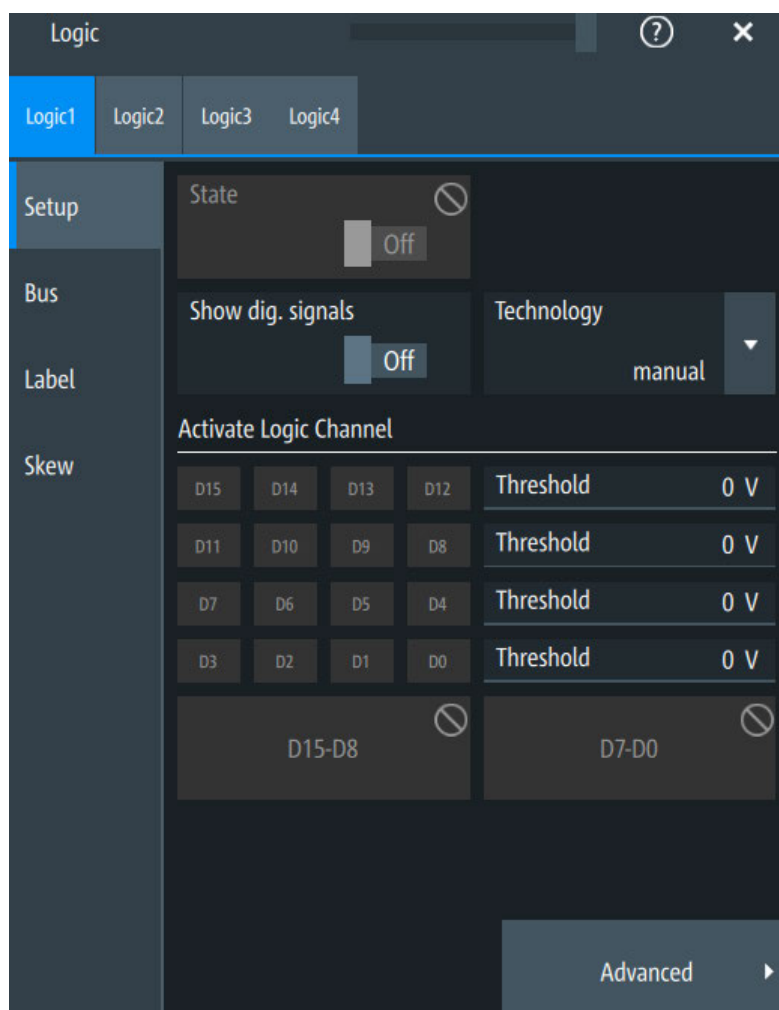 Logic ?
Logic1 Logic2 Logic3 Logic4
Setup
Bus
Label
Skew
State
Off
Show dig. signals
Off
Technology
manual
Activate Logic Channel
D15 D14 D13 D12 Threshold 0 V
D11 D10 D9 D8 Threshold 0 V
D7 D6 D5 D4 Threshold 0 V
D3 D2 D1 D0 Threshold 0 V
D15-D8 D7-D0
Advanced